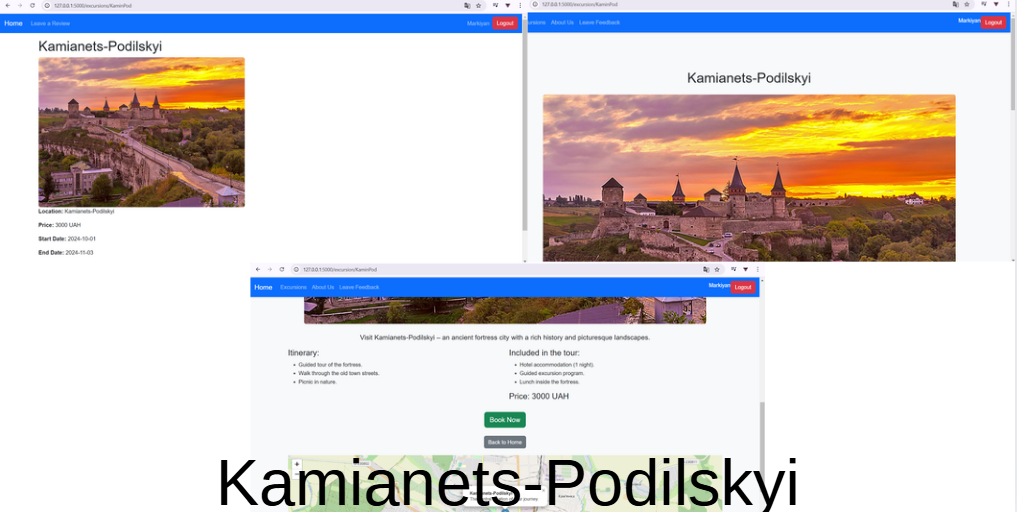 127.0.0.1:5000/excursions/KaminPod
Home Leave a Review Markiyan Logout
Kamianets-Podilskyi
Location: Kamianets-Podilskyi
Price: 3000 UAH
Start Date: 2024-10-01
End Date: 2024-11-03
127.0.0.1:5000/excursion/KaminPod
About Us Leave Feedback Markiyan Logout
Kamianets-Podilskyi
127.0.0.1:5000/excursion/KaminPod
Home Excursions About Us Leave Feedback Markiyan Logout
Visit Kamianets-Podilskyi – an ancient fortress city with a rich history and picturesque landscapes.
Itinerary:
Guided tour of the fortress.
Walk through the old town streets.
Picnic in nature.
Included in the tour:
Hotel accommodation (1 night).
Guided excursion program.
Lunch inside the fortress.
Price: 3000 UAH
Book Now
Back to Home
+
Kamianets-Podilskyi